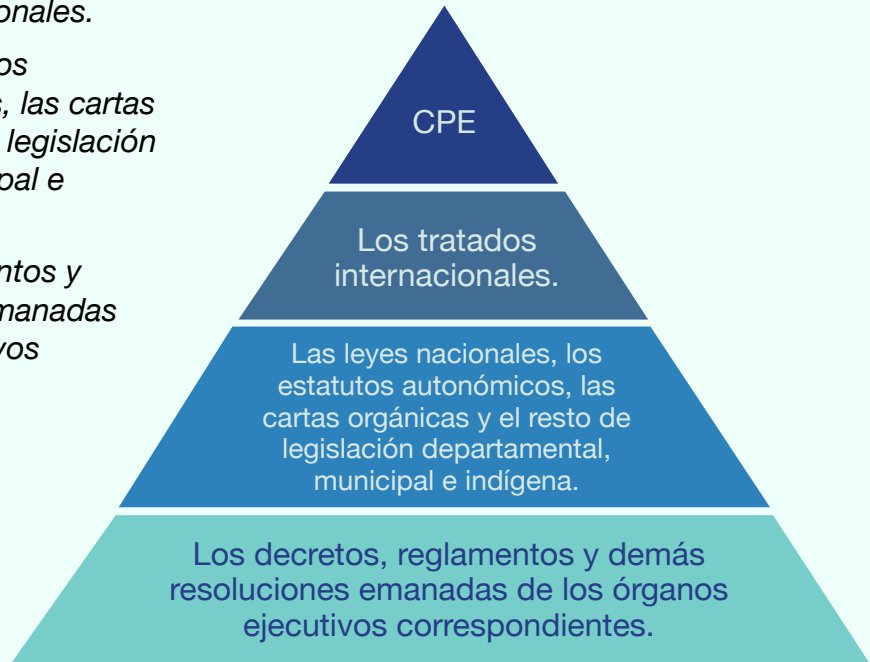 onales.
os
s, las cartas
legislación
pal e
ntos y
manadas
vos
CPE
Los tratados
internacionales.
Las leyes nacionales, los
estatutos autonómicos, las
cartas orgánicas y el resto de
legislación departamental,
municipal e indígena.
Los decretos, reglamentos y demás
resoluciones emanadas de los órganos
ejecutivos correspondientes.